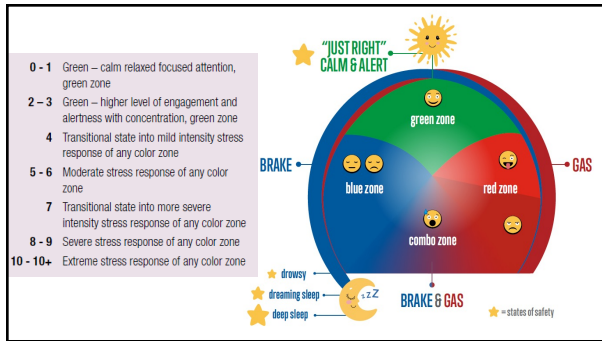 0 - 1 Green – calm relaxed focused attention,
green zone
2 – 3 Green – higher level of engagement and
alertness with concentration, green zone
4 Transitional state into mild intensity stress
response of any color zone
5 - 6 Moderate stress response of any color
zone
7 Transitional state into more severe
intensity stress response of any color zone
8 - 9 Severe stress response of any color zone
10 - 10+ Extreme stress response of any color zone
"JUST RIGHT"
CALM & ALERT
green zone
BRAKE
blue zone
red zone
GAS
combo zone
drowsy
dreaming sleep
deep sleep
zzZ
BRAKE & GAS
= states of safety